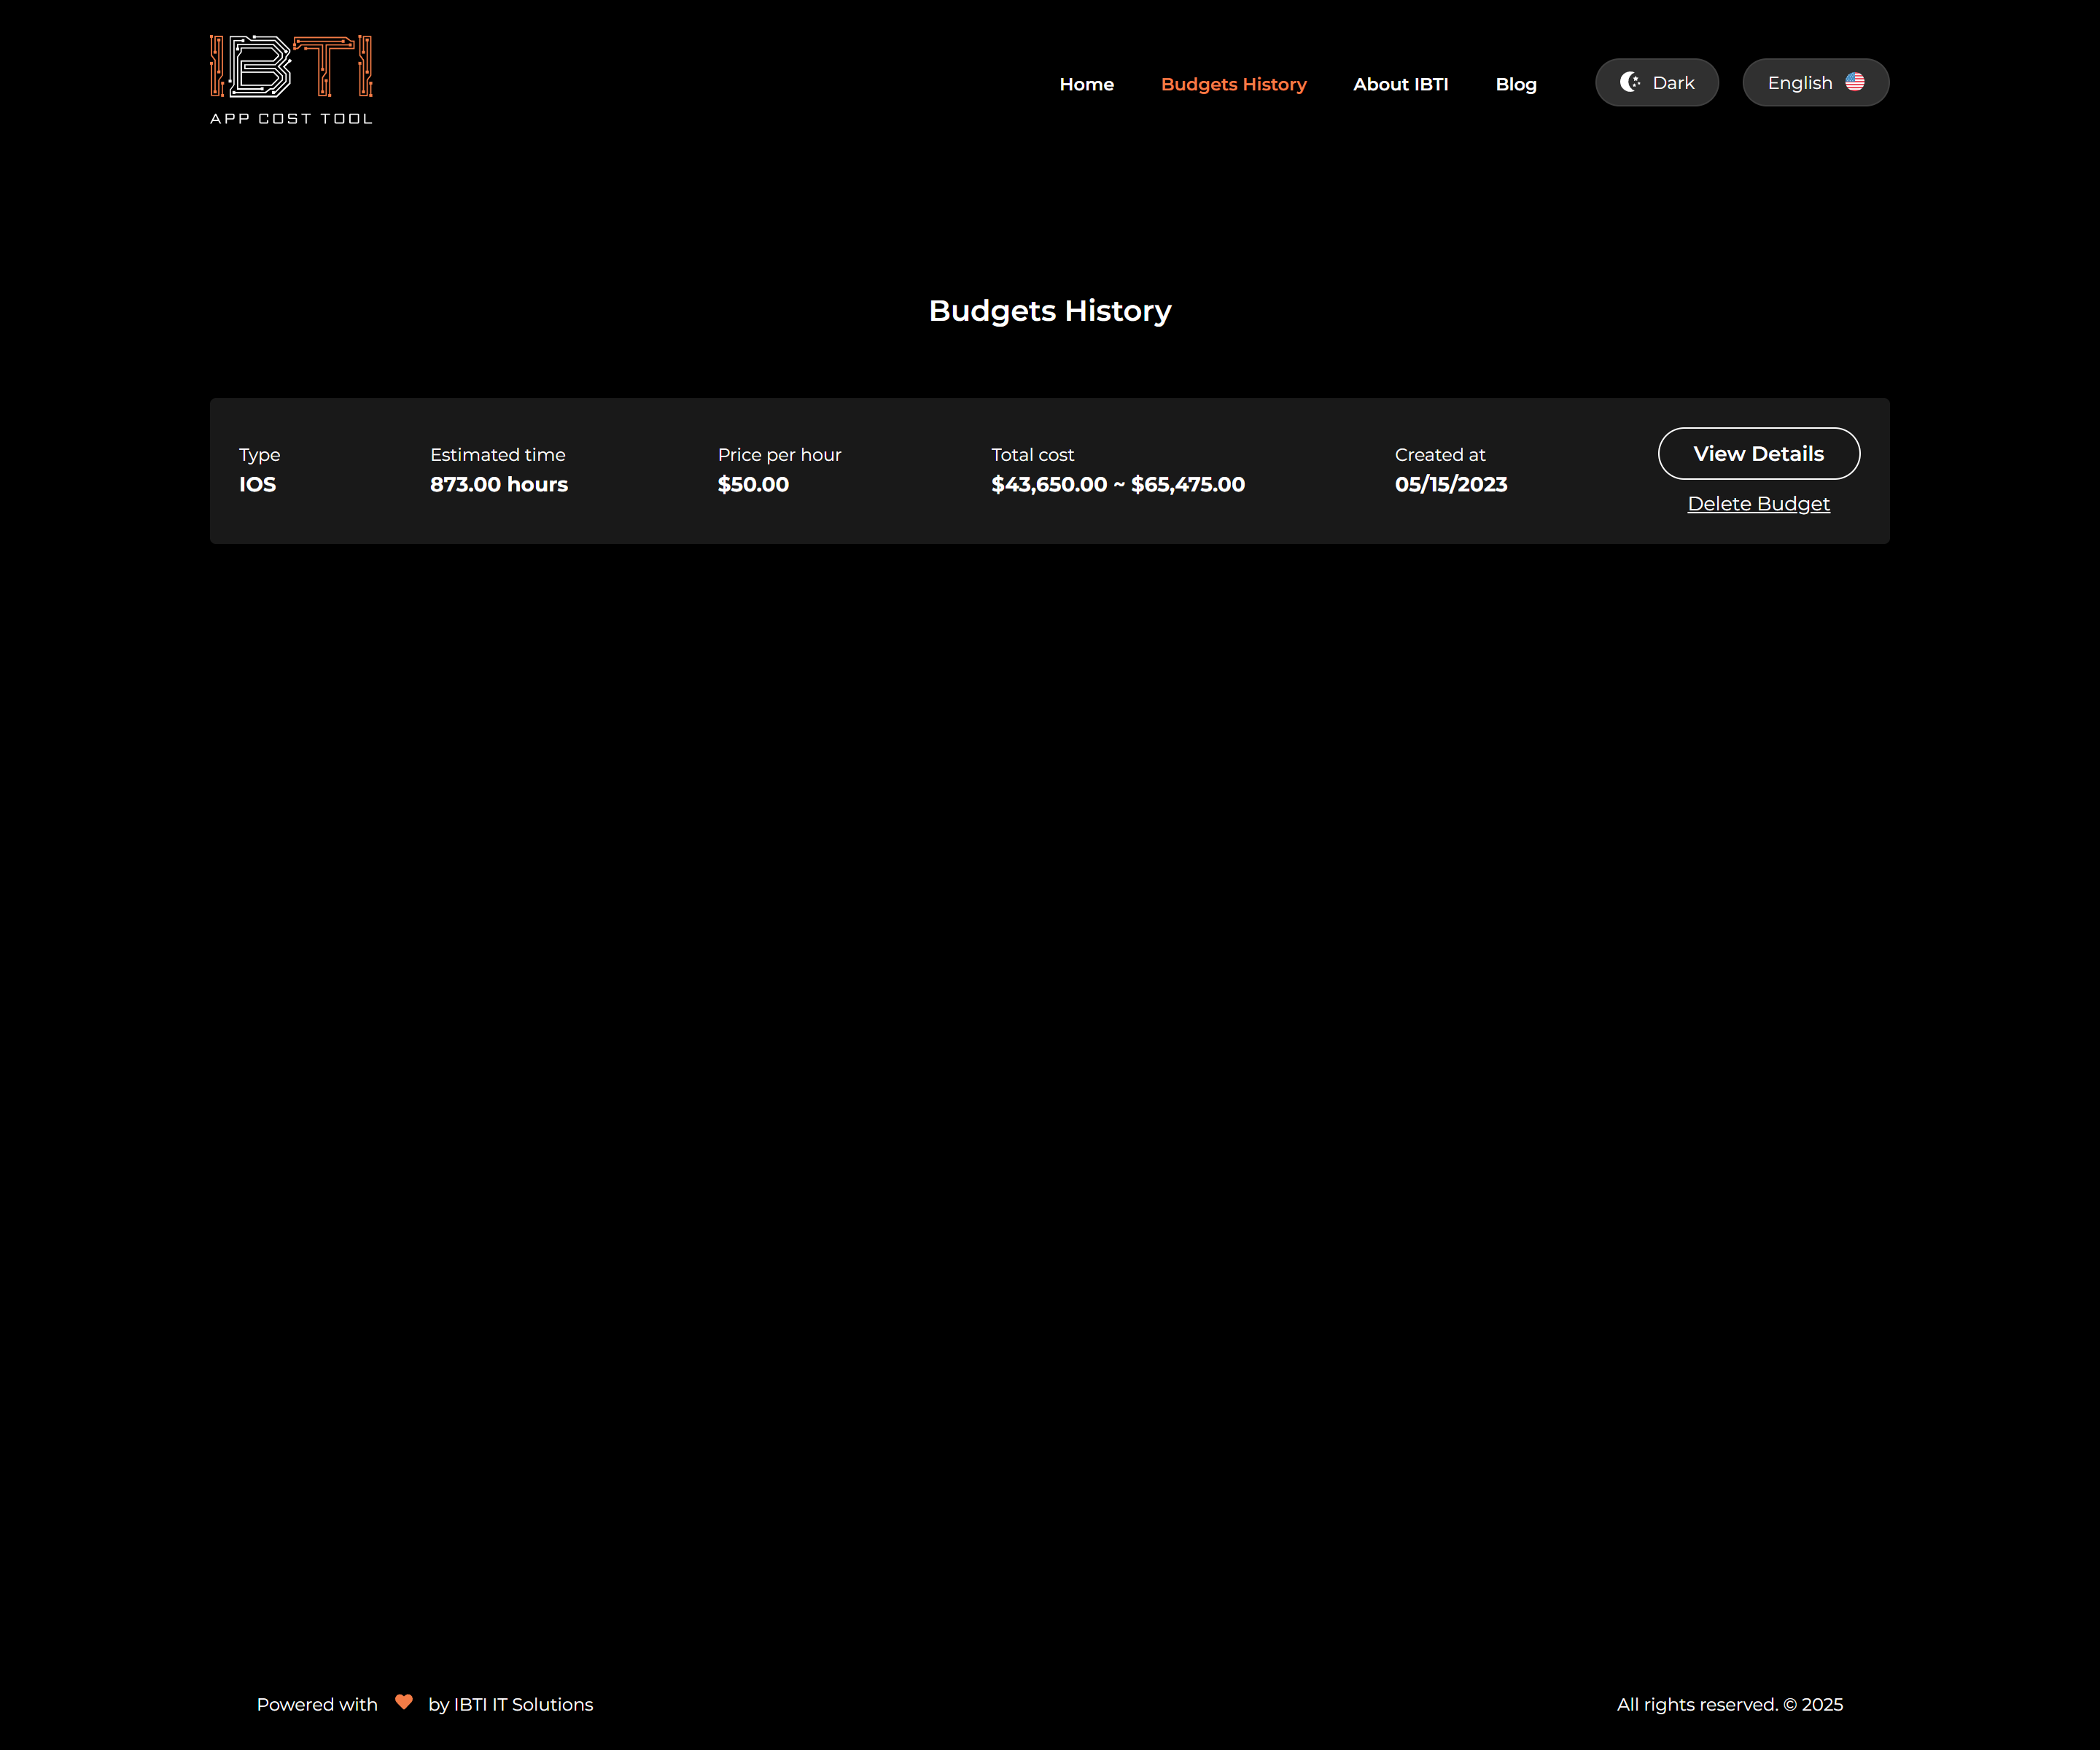 IBTI
APP COST TOOL
Home Budgets History About IBTI Blog Dark English
Budgets History
Type Estimated time Price per hour Total cost Created at
IOS 873.00 hours $50.00 $43,650.00 ~ $65,475.00 05/15/2023
View Details
Delete Budget
Powered with by IBTI IT Solutions
All rights reserved. © 2025